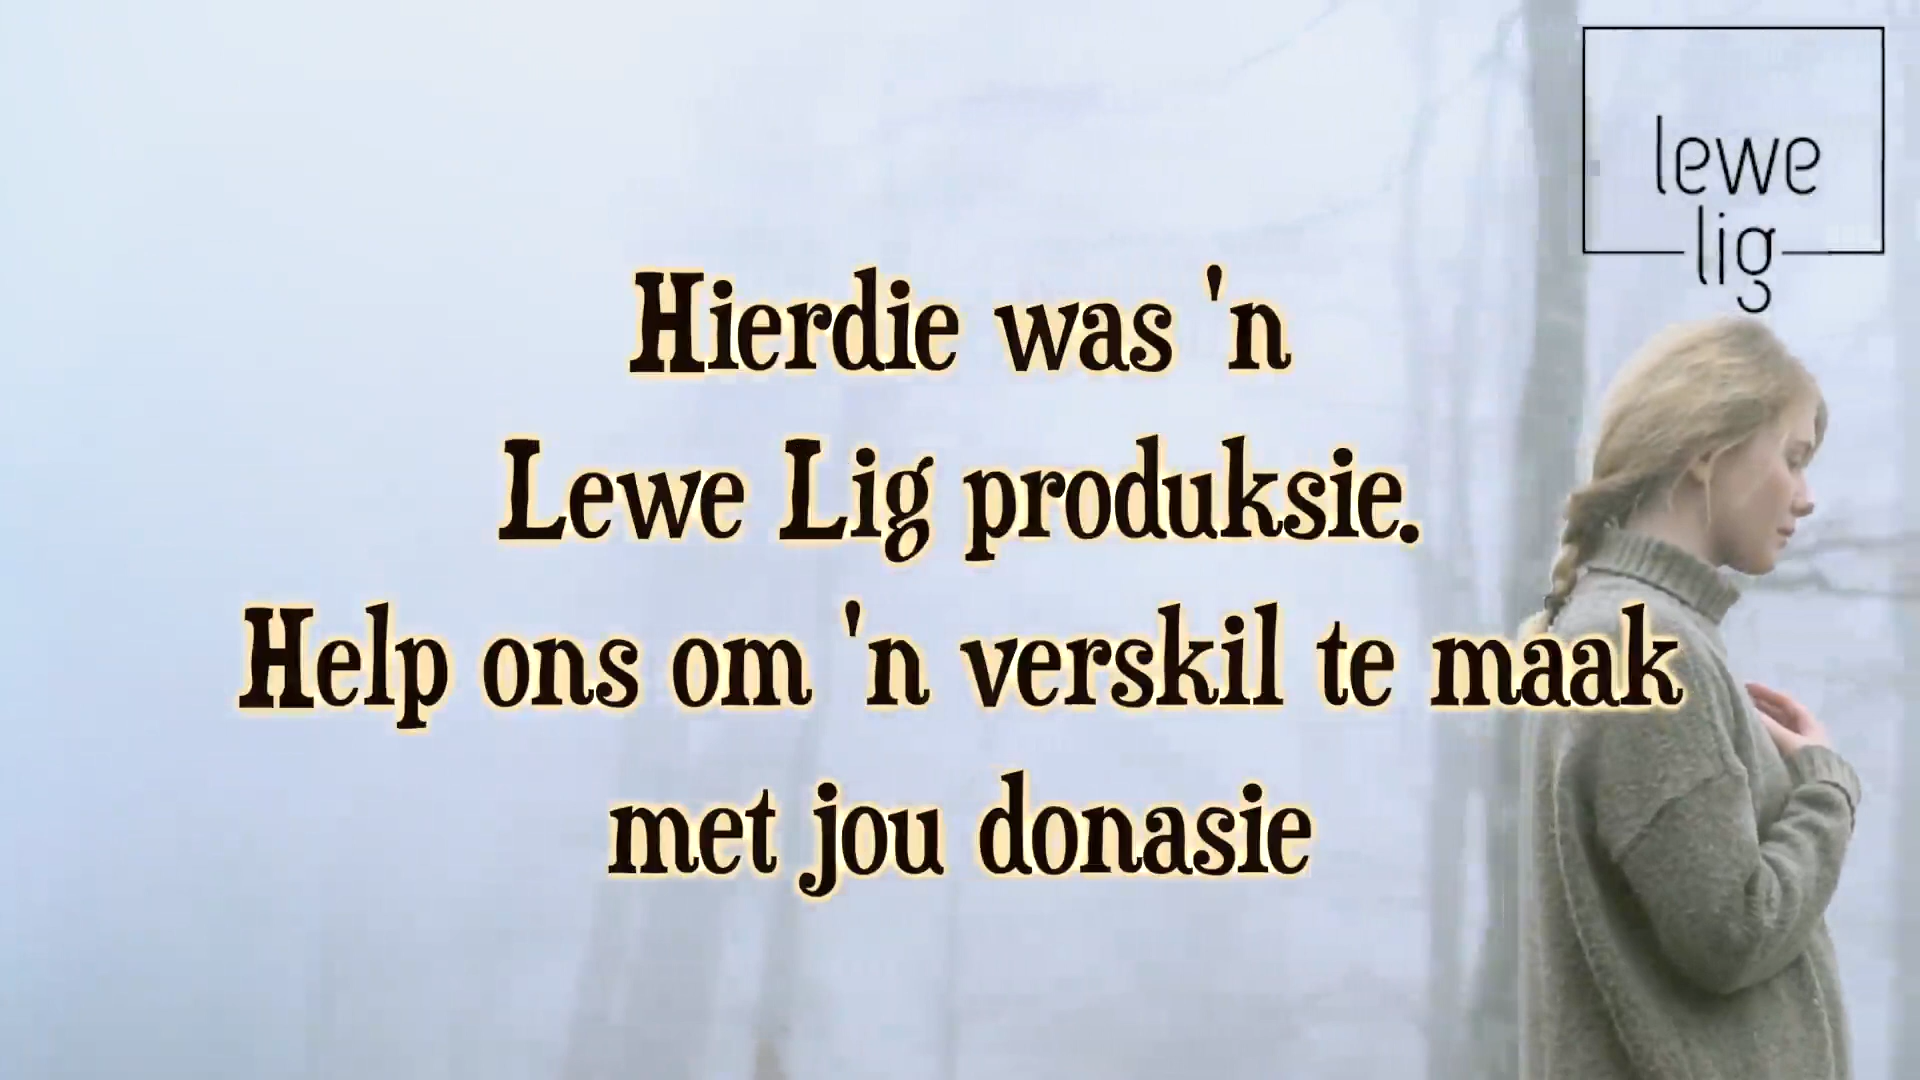 lewe
lig
Hierdie was 'n
Lewe Lig produksie.
Help ons om 'n verskil te maak
met jou donasie